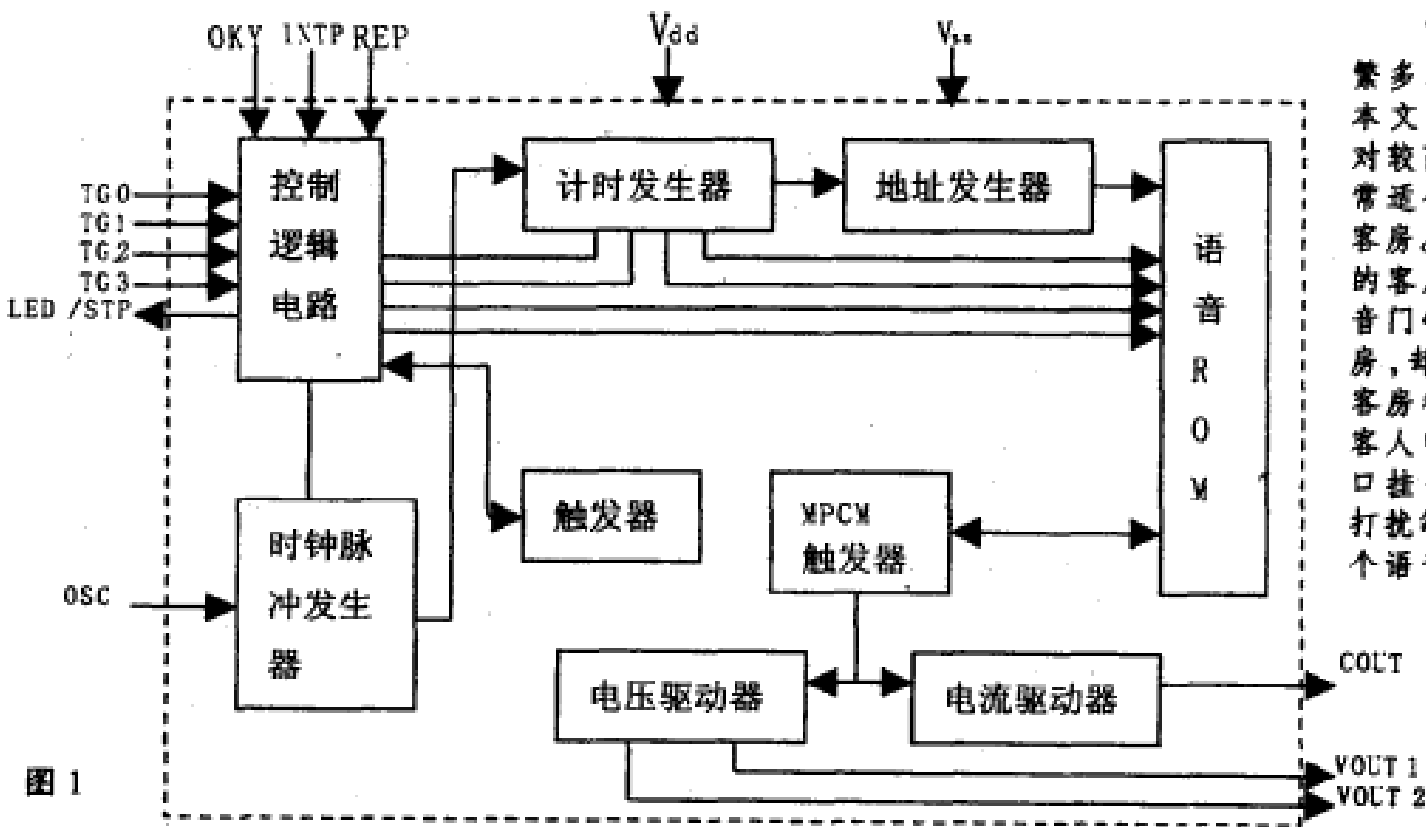 OKY INTP REP
Vdd
Vss
TG0
TG1
TG2
TG3
LED /STP
OSC
控制
逻辑
电路
计时发生器
地址发生器
语
音
R
O
M
触发器
MPCM
触发器
时钟脉
冲发生
器
电压驱动器
电流驱动器
COUT
VOUT 1
VOUT 2
图 1
繁多
本文
对较
常适
客房
的客
音门
房,
客房
客人
口挂
打扰
个语